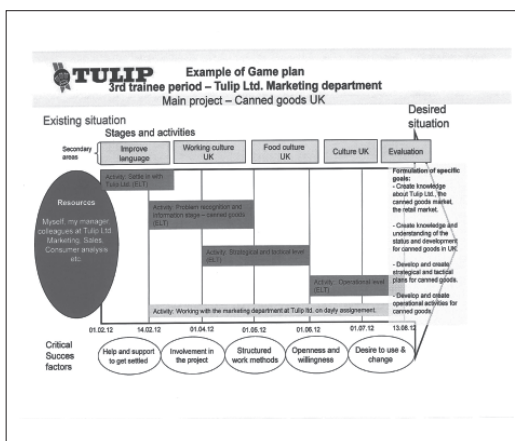 TULIP
Example of Game plan
3rd trainee period – Tulip Ltd. Marketing department
Main project – Canned goods UK
Existing situation
Desired
situation
Stages and activities
Secondary
areas
Improve
language
Working culture
UK
Food culture
UK
Culture UK
Evaluation
Resources
Myself, my manager,
colleagues at Tulip Ltd.
Marketing, Sales,
Consumer analysis
etc
Activity: Settle in with
Tulip Ltd. (ELT)
Activity: Problem recognition and
information stage – canned goods
(ELT)
Activity: Strategical and tactical level
(ELT)
Activity: Operational level
(ELT)
Activity: Working with the marketing department at Tulip ltd. on dayly assignement.
Formulation of specific
goals:
- Create knowledge
about Tulip Ltd., the
canned goods market,
the retail market.
- Create knowledge and
understanding of the
status and development
for canned goods in UK.
- Develop and create
strategical and tactical
plans for canned goods.
- Develop and create
operational activities for
canned goods.
01.02.12
14.02.12
01.04.12
01.05.12
01.06.12
01.07.12
13.08.12
Critical
Succes
factors
Help and support
to get settled
Involvement in
the project
Structured
work methods
Openness and
willingness
Desire to use &
change